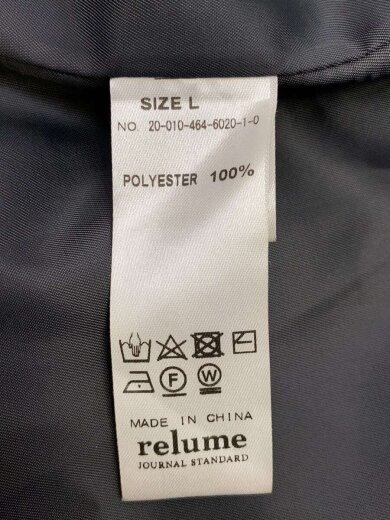 SIZE L
NO. 20-010-464-6020-1-0
POLYESTER 100%
F W
MADE IN CHINA
relume
JOURNAL STANDARD